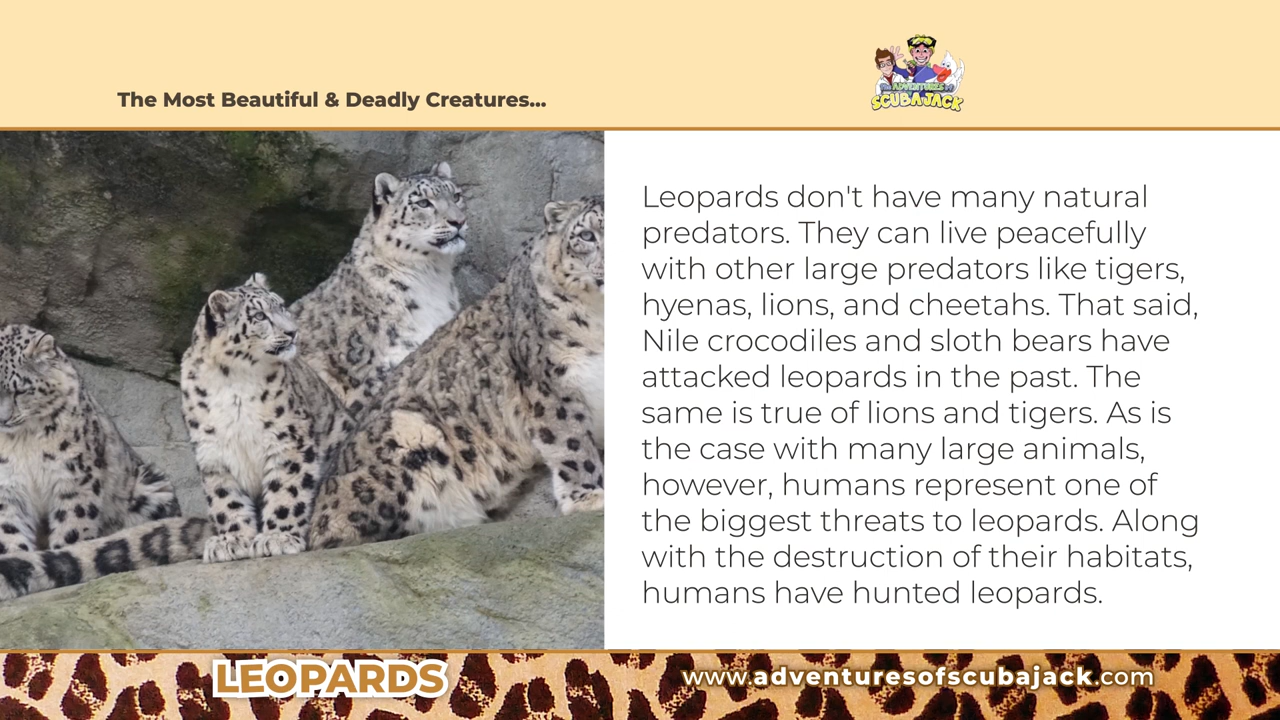 The Most Beautiful & Deadly Creatures...
THE ADVENTURES OF
SCUBAJACK
Leopards don't have many natural
predators. They can live peacefully
with other large predators like tigers,
hyenas, lions, and cheetahs. That said,
Nile crocodiles and sloth bears have
attacked leopards in the past. The
same is true of lions and tigers. As is
the case with many large animals,
however, humans represent one of
the biggest threats to leopards. Along
with the destruction of their habitats,
humans have hunted leopards.
LEOPARDS
www.adventuresofscubajack.com